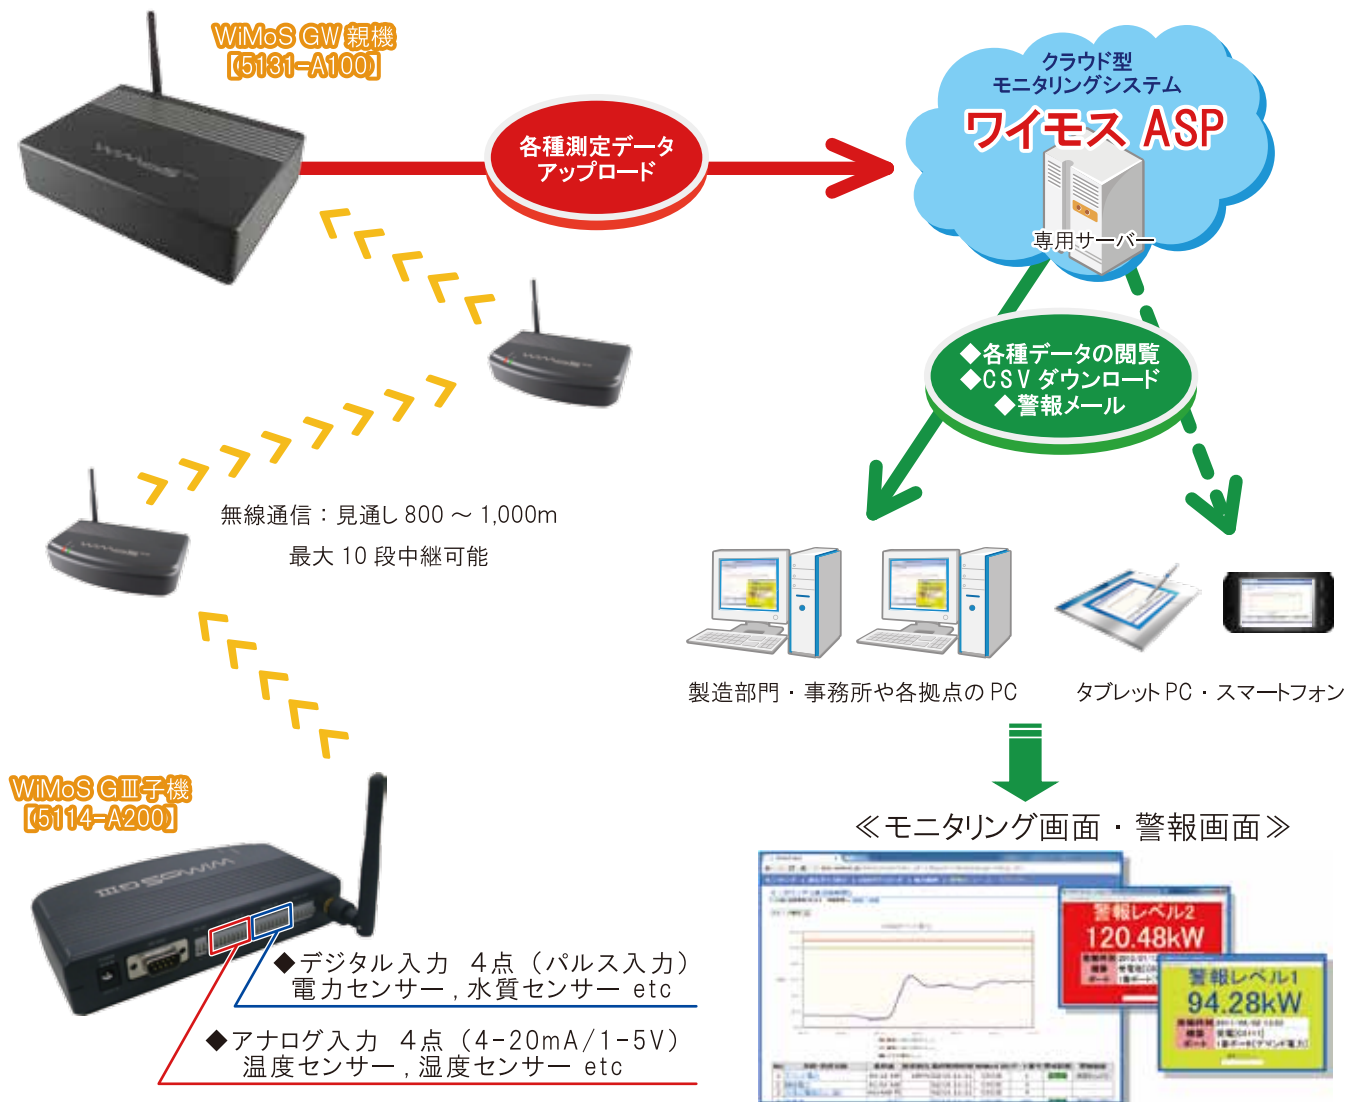 WiMoS GW 親機
【5131-A100】
各種測定データ
アップロード
クラウド型
モニタリングシステム
ワイモス ASP
専用サーバー
◆各種データの閲覧
◆CSV ダウンロード
◆警報メール
無線通信：見通し 800 ～ 1,000m
最大 10 段中継可能
製造部門・事務所や各拠点の PC
タブレット PC ・ スマートフォン
WiMoS GⅢ子機
【5114-A200】
WiMoS GⅢ
◆デジタル入力 4点（パルス入力）
電力センサー , 水質センサー etc
◆アナログ入力 4点（4-20mA/1-5V）
温度センサー , 湿度センサー etc
≪モニタリング画面・警報画面≫
警報レベル2
120.48kW
警報レベル1
94.28kW